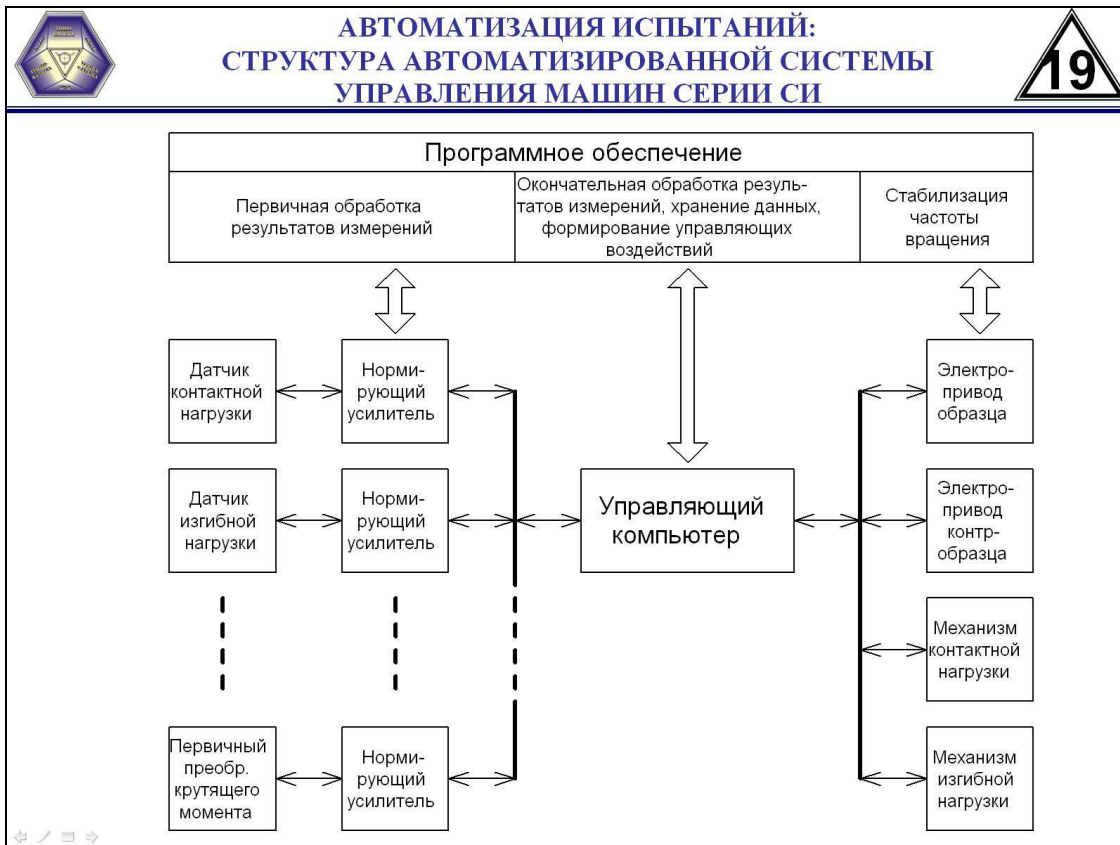 АВТОМАТИЗАЦИЯ ИСПЫТАНИЙ:
СТРУКТУРА АВТОМАТИЗИРОВАННОЙ СИСТЕМЫ
УПРАВЛЕНИЯ МАШИН СЕРИИ СИ
19
Программное обеспечение
Первичная обработка
результатов измерений
Окончательная обработка резуль-
татов измерений, хранение данных,
формирование управляющих
воздействий
Стабилизация
частоты
вращения
Датчик
контактной
нагрузки
Норми-
рующий
усилитель
Электро-
привод
образца
Датчик
изгибной
нагрузки
Норми-
рующий
усилитель
Управляющий
компьютер
Электро-
привод
контр-
образца
Механизм
контактной
нагрузки
Первичный
преобр.
крутящего
момента
Норми-
рующий
усилитель
Механизм
изгибной
нагрузки